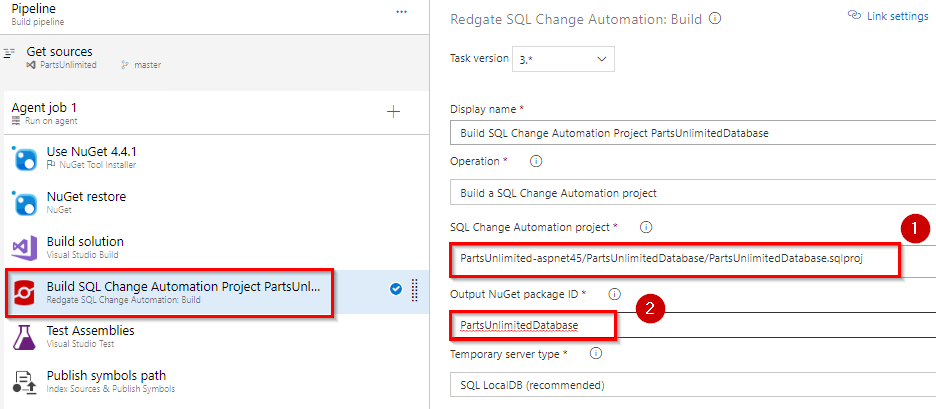 Pipeline
Build pipeline
...
Get sources
PartsUnlimited master
Agent job 1
Run on agent
Use NuGet 4.4.1
NuGet Tool Installer
NuGet restore
NuGet
Build solution
Visual Studio Build
Build SQL Change Automation Project PartsUnl...
Redgate SQL Change Automation: Build
Test Assemblies
Visual Studio Test
Publish symbols path
Index Sources & Publish Symbols
Redgate SQL Change Automation: Build
Link settings
Task version 3.*
Display name *
Build SQL Change Automation Project PartsUnlimitedDatabase
Operation *
Build a SQL Change Automation project
SQL Change Automation project *
1
PartsUnlimited-aspnet45/PartsUnlimitedDatabase/PartsUnlimitedDatabase.sqlproj
Output NuGet package ID *
2
PartsUnlimitedDatabase
Temporary server type *
SQL LocalDB (recommended)